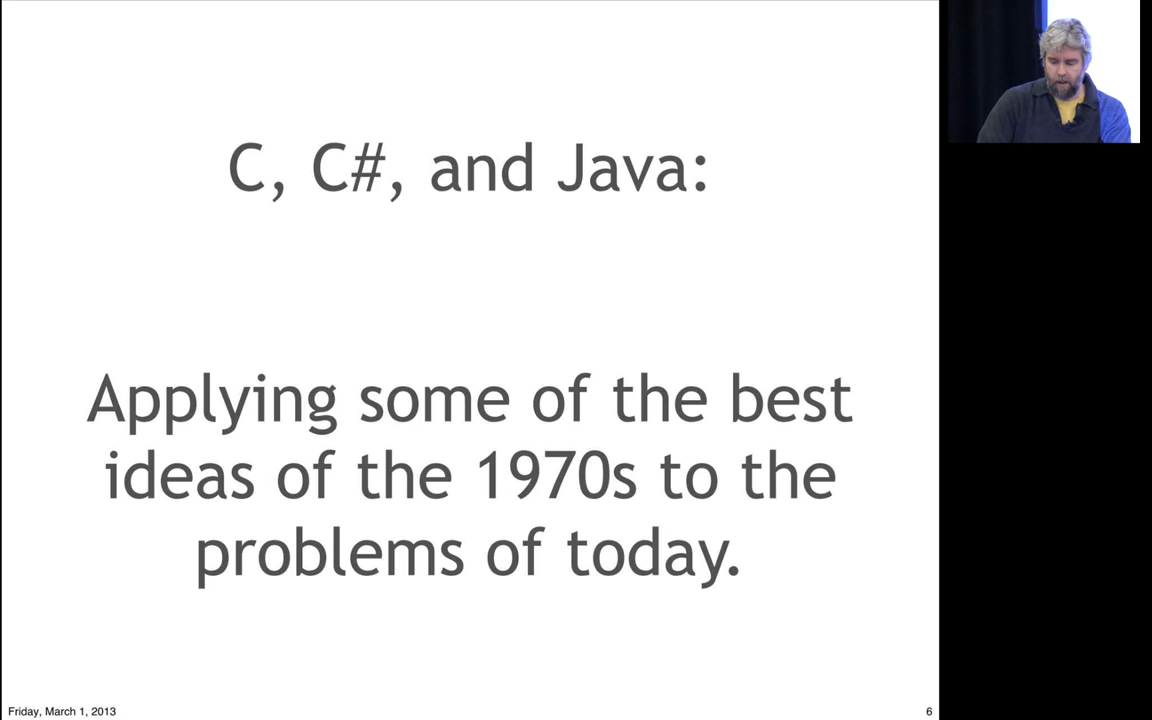 C, C#, and Java:
Applying some of the best
ideas of the 1970s to the
problems of today.
Friday, March 1, 2013
6